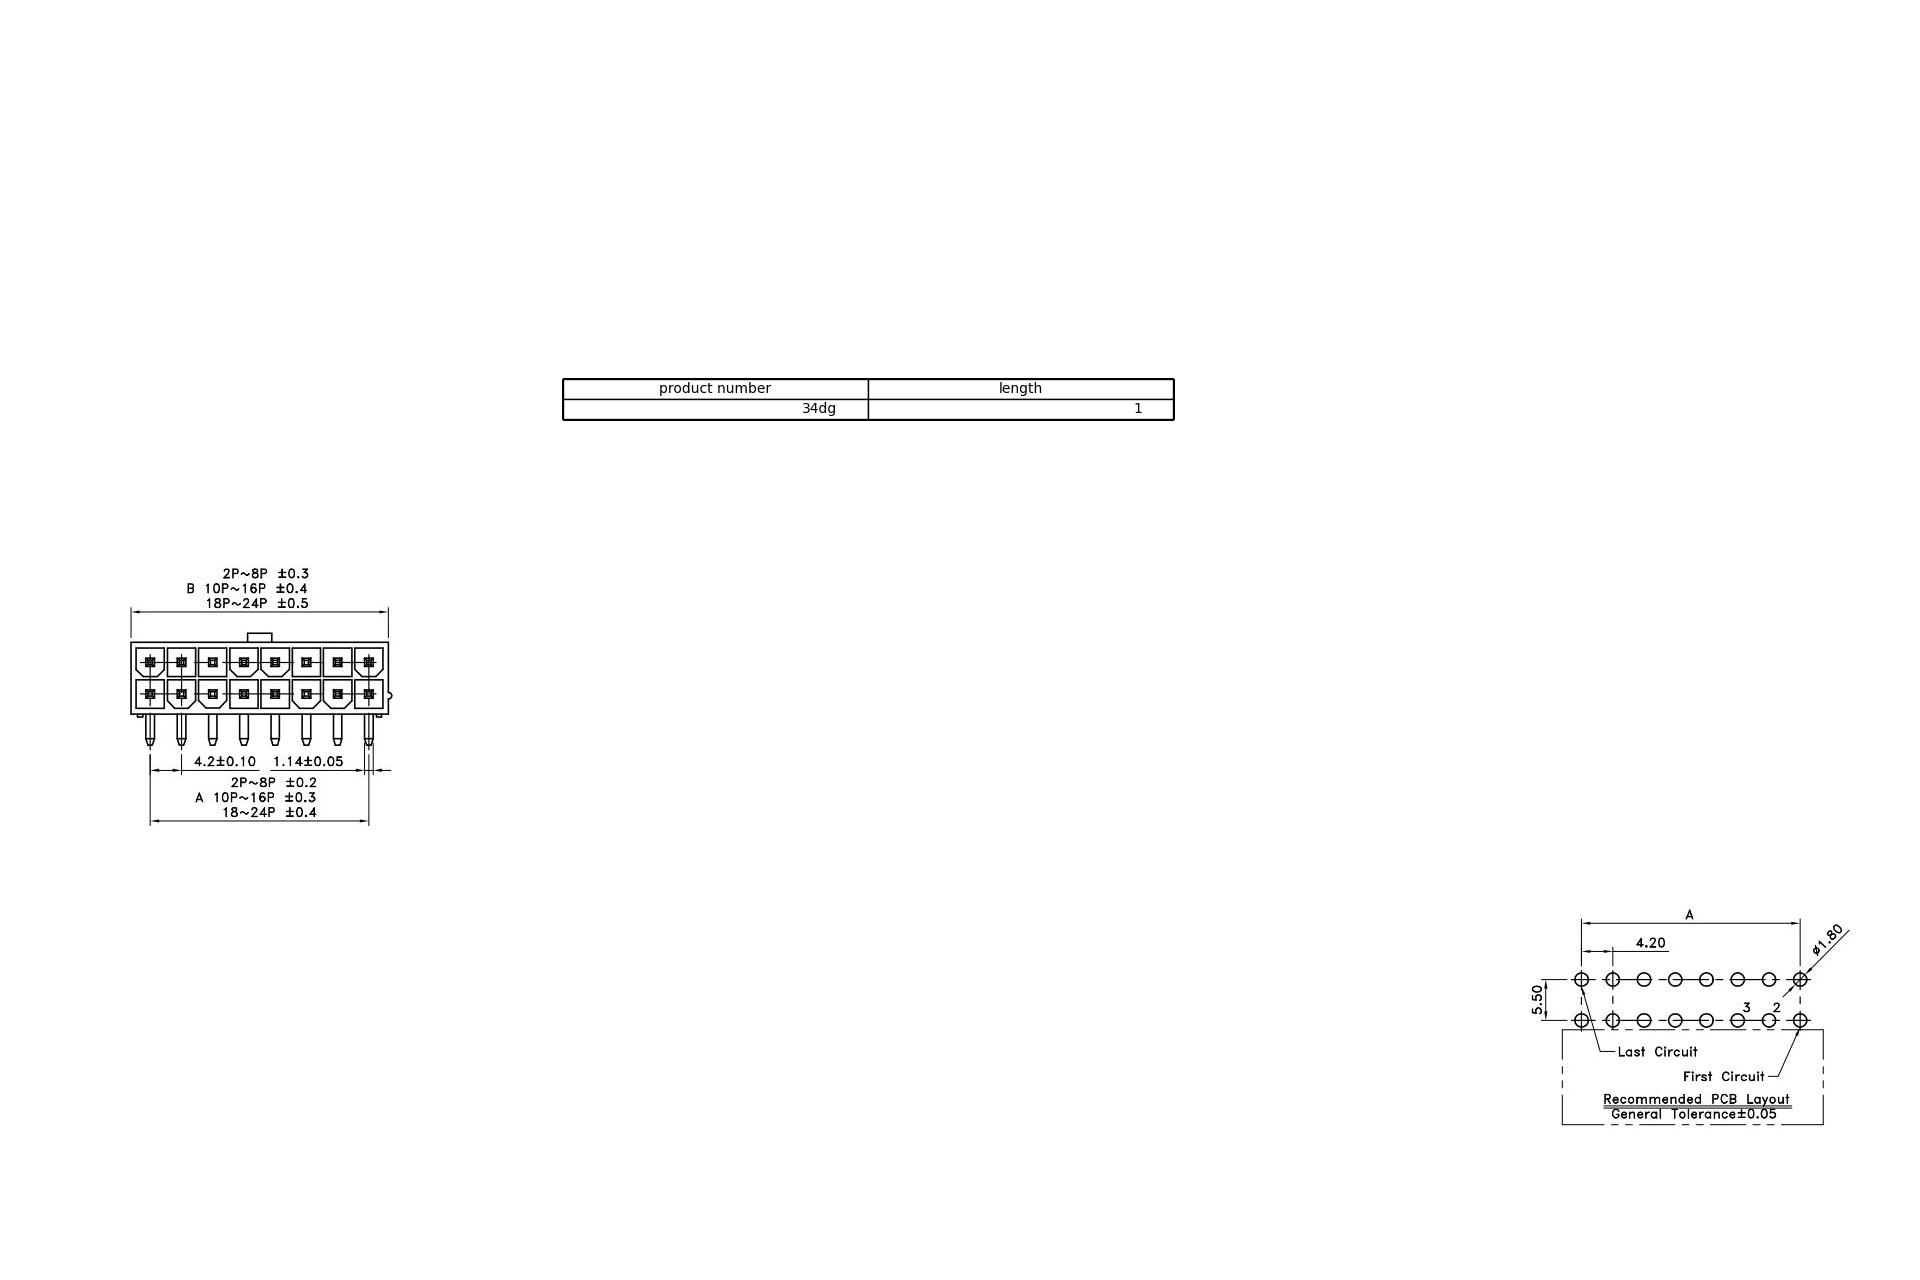 product number length
34dg 1
2P~8P ±0.3
B 10P~16P ±0.4
18P~24P ±0.5
4.2±0.10 1.14±0.05
2P~8P ±0.2
A 10P~16P ±0.3
18~24P ±0.4
A
4.20
ø1.80
5.50
3 2
Last Circuit
First Circuit
Recommended PCB Layout
General Tolerance±0.05